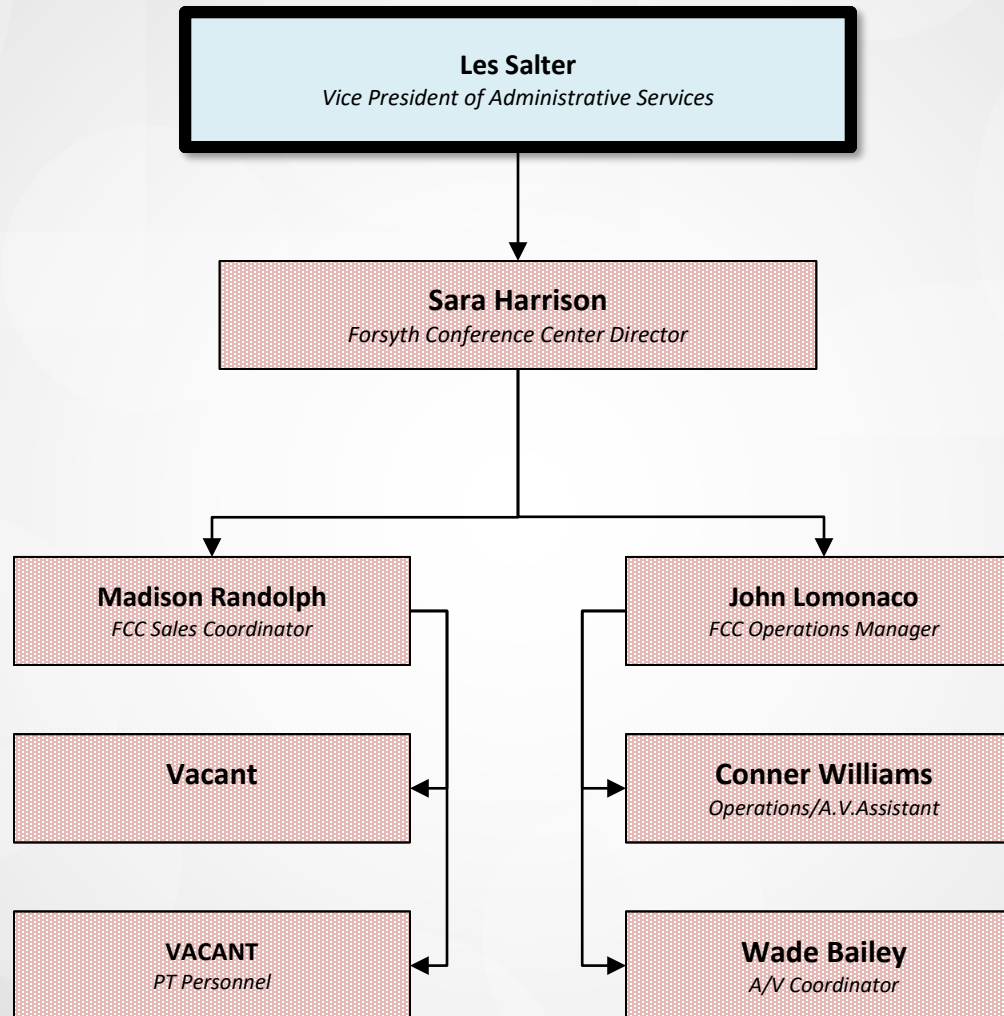 Les Salter
Vice President of Administrative Services
Sara Harrison
Forsyth Conference Center Director
Madison Randolph
FCC Sales Coordinator
John Lomonaco
FCC Operations Manager
Vacant
Conner Williams
Operations/A.V.Assistant
VACANT
PT Personnel
Wade Bailey
A/V Coordinator